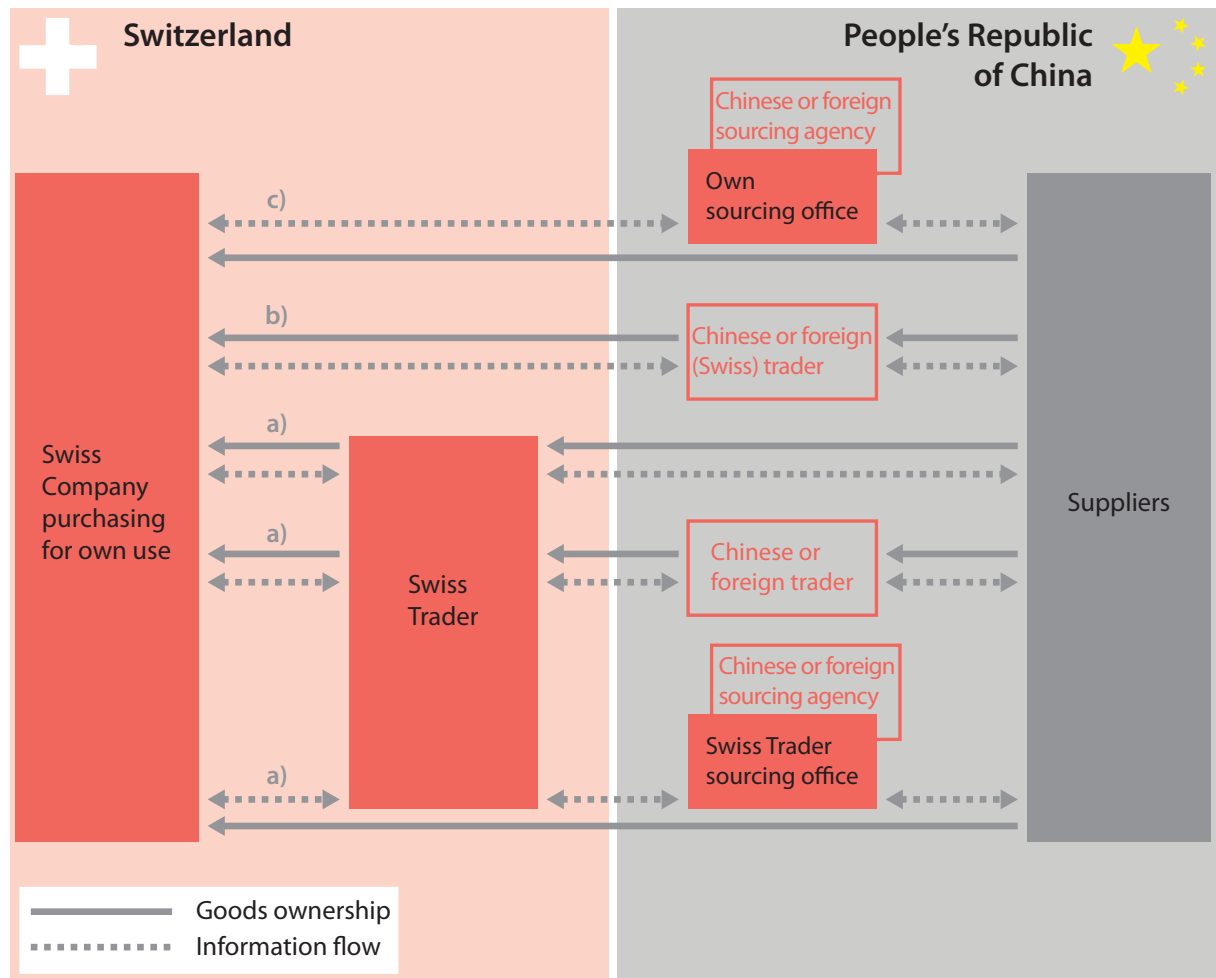 Switzerland
People's Republic
of China
Chinese or foreign
sourcing agency
Own
sourcing office
c)
b)
Chinese or foreign
(Swiss) trader
a)
Swiss
Company
purchasing
for own use
Suppliers
a)
Chinese or
foreign trader
Swiss
Trader
Chinese or foreign
sourcing agency
Swiss Trader
sourcing office
a)
Goods ownership
Information flow